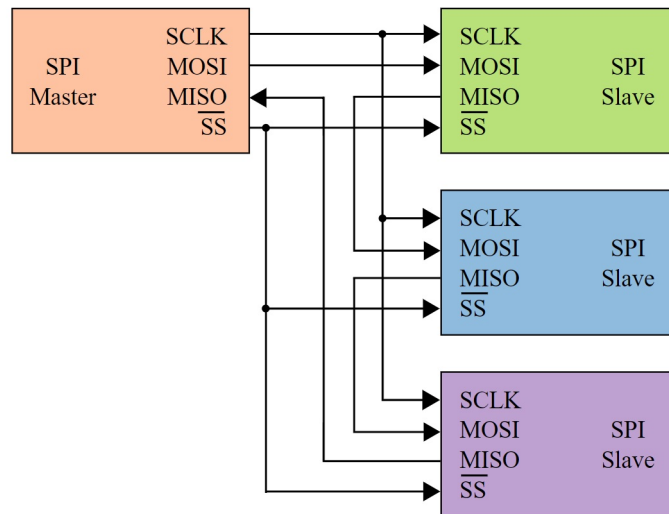 SCLK
SPI MOSI
Master MISO
SS
SCLK
MOSI SPI
MISO Slave
SS
SCLK
MOSI SPI
MISO Slave
SS
SCLK
MOSI SPI
MISO Slave
SS